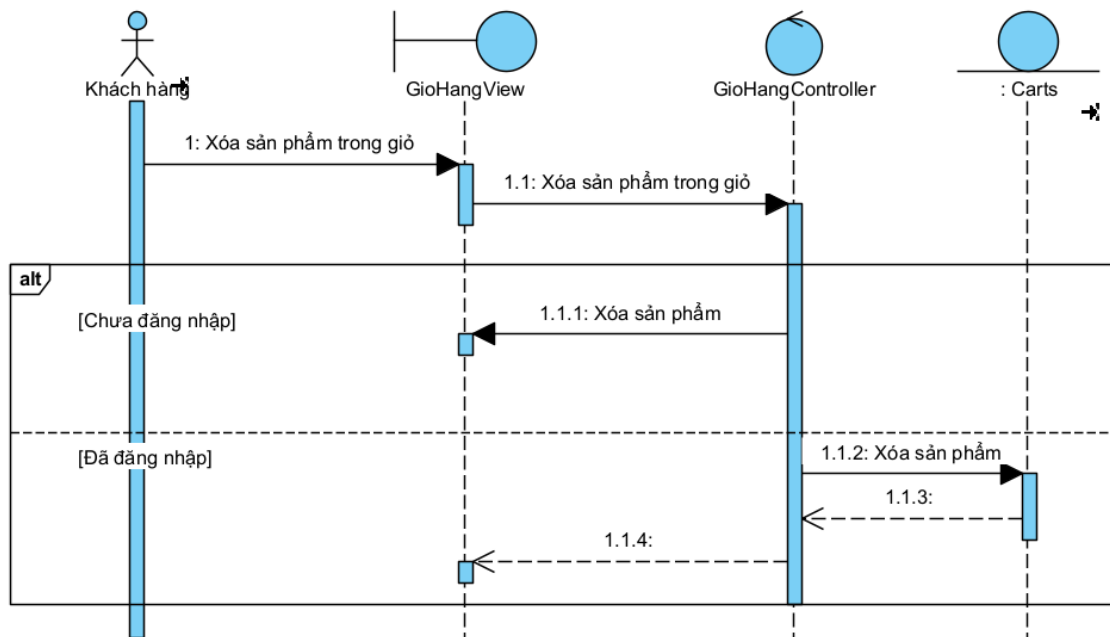 Khách hàng
GioHangView
GioHangController
: Carts
1: Xóa sản phẩm trong giỏ
1.1: Xóa sản phẩm trong giỏ
alt
[Chưa đăng nhập]
1.1.1: Xóa sản phẩm
[Đã đăng nhập]
1.1.2: Xóa sản phẩm
1.1.3:
1.1.4: